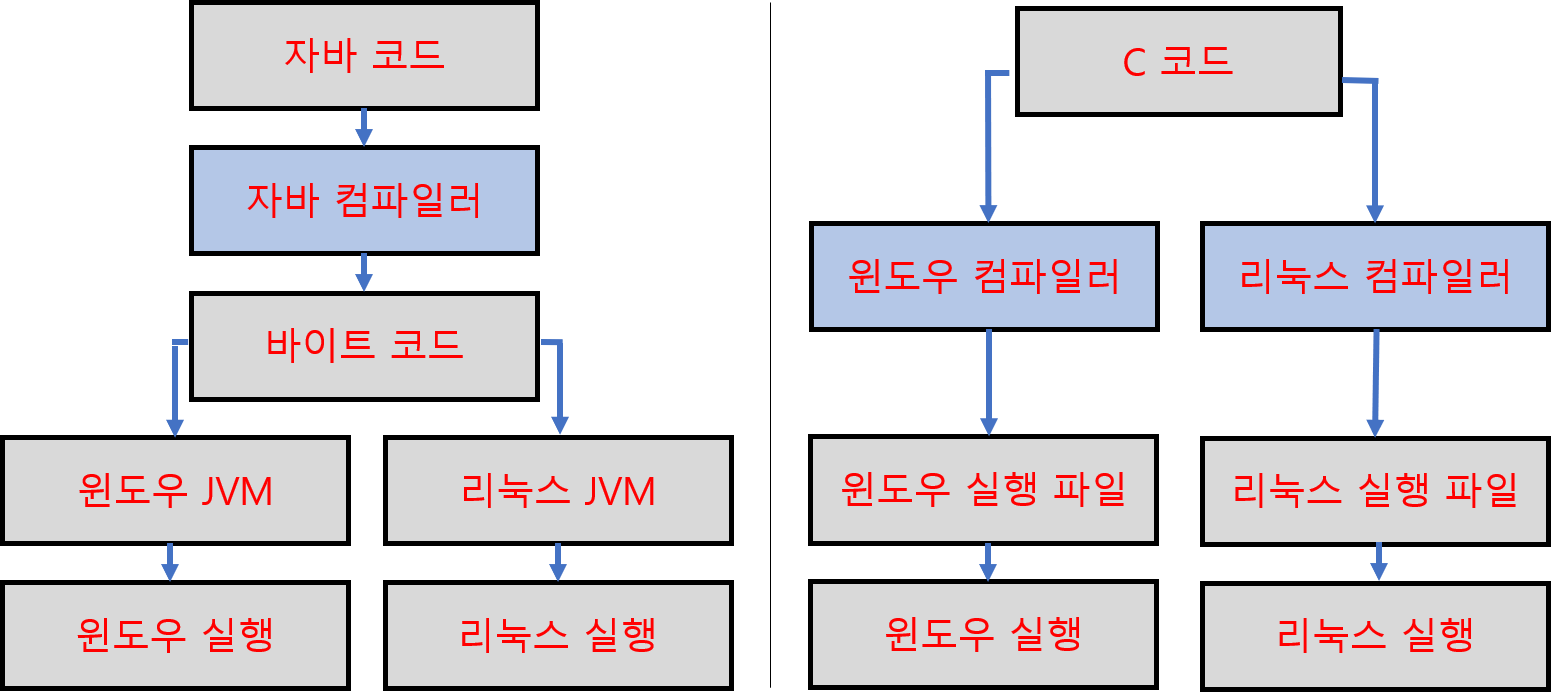 자바 코드
자바 컴파일러
바이트 코드
윈도우 JVM
리눅스 JVM
윈도우 실행
리눅스 실행
C 코드
윈도우 컴파일러
리눅스 컴파일러
윈도우 실행 파일
리눅스 실행 파일
윈도우 실행
리눅스 실행